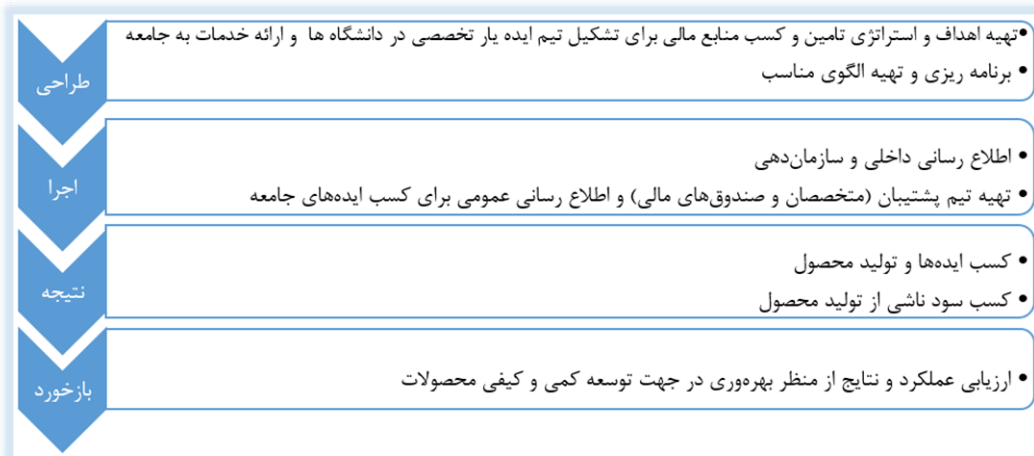 طراحی
•تهیه اهداف و استراتژی تامین و کسب منابع مالی برای تشکیل تیم ایده یار تخصصی در دانشگاه ها و ارائه خدمات به جامعه
• برنامه ریزی و تهیه الگوی مناسب
اجرا
• اطلاع رسانی داخلی و سازمان‌دهی
• تهیه تیم پشتیبان (متخصصان و صندوق‌های مالی) و اطلاع رسانی عمومی برای کسب ایده‌های جامعه
نتیجه
• کسب ایده‌ها و تولید محصول
• کسب سود ناشی از تولید محصول
بازخورد
• ارزیابی عملکرد و نتایج از منظر بهره‌وری در جهت توسعه کمی و کیفی محصولات